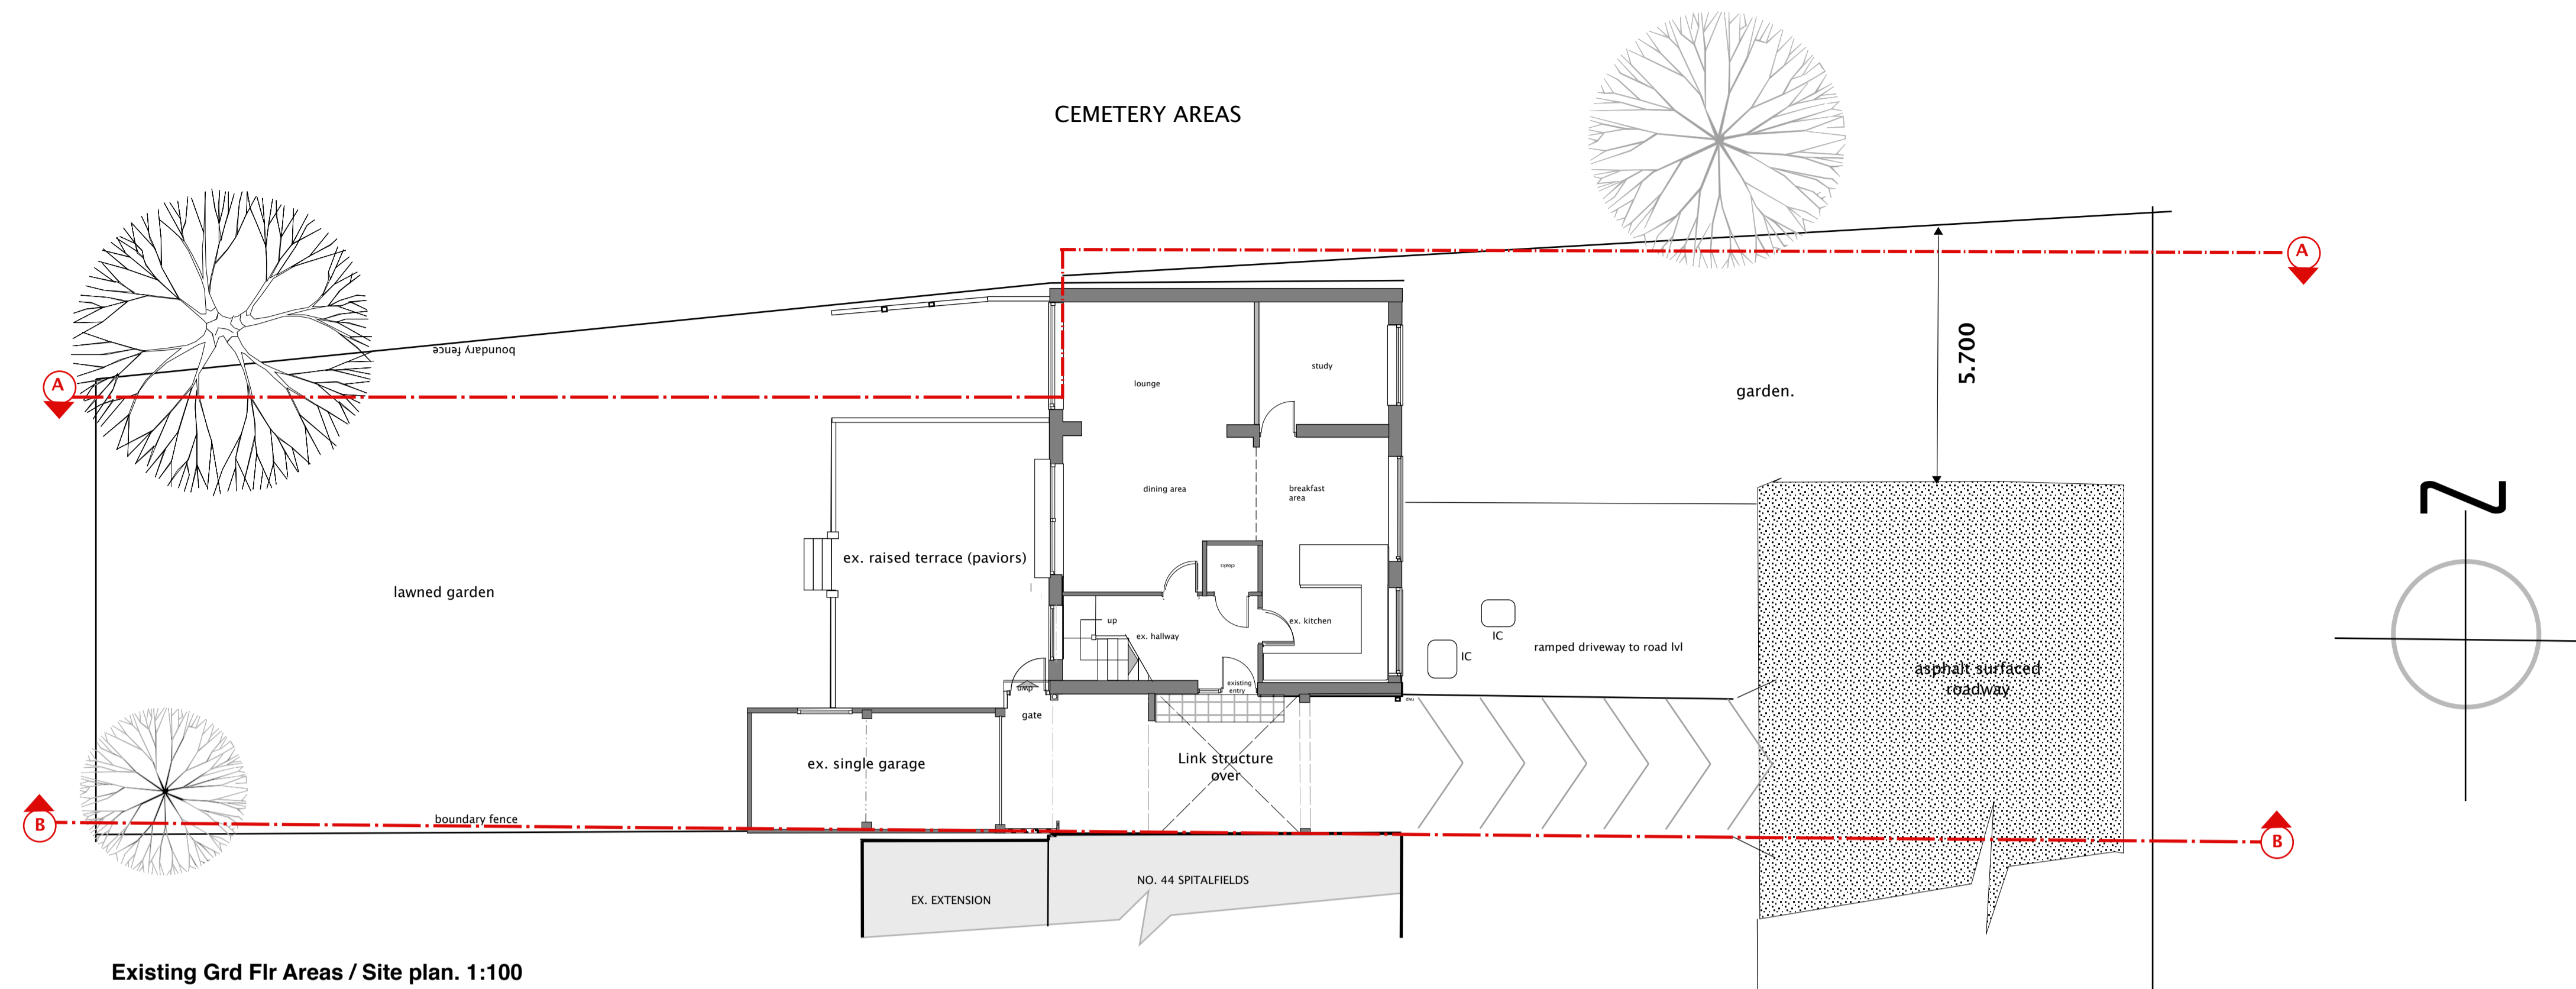 CEMETERY AREAS
A
boundary fence
A
lounge
study
garden.
5.700
N
dining area
breakfast
area
ex. raised terrace (paviors)
cloaks
lawned garden
up
ex. hallway
ex. kitchen
IC
IC
ramped driveway to road lvl
asphalt surfaced
roadway
existing
entry
dwn
gate
rwp
ex. single garage
Link structure
over
boundary fence
B
B
NO. 44 SPITALFIELDS
EX. EXTENSION
Existing Grd Flr Areas / Site plan. 1:100